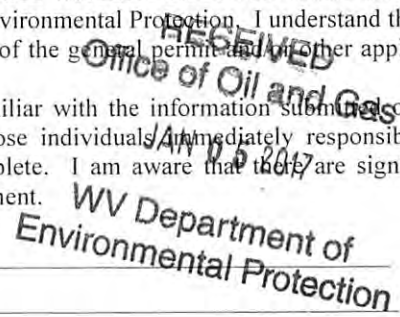 nvironmental Protection. I understand th
of the general permit and/or other appl
iliar with the information submitted o
ose individuals immediately responsib
plete. I am aware that there are sign
nent.
RECEIVED
Office of Oil and Gas
JAN 05 2017
WV Department of
Environmental Protection